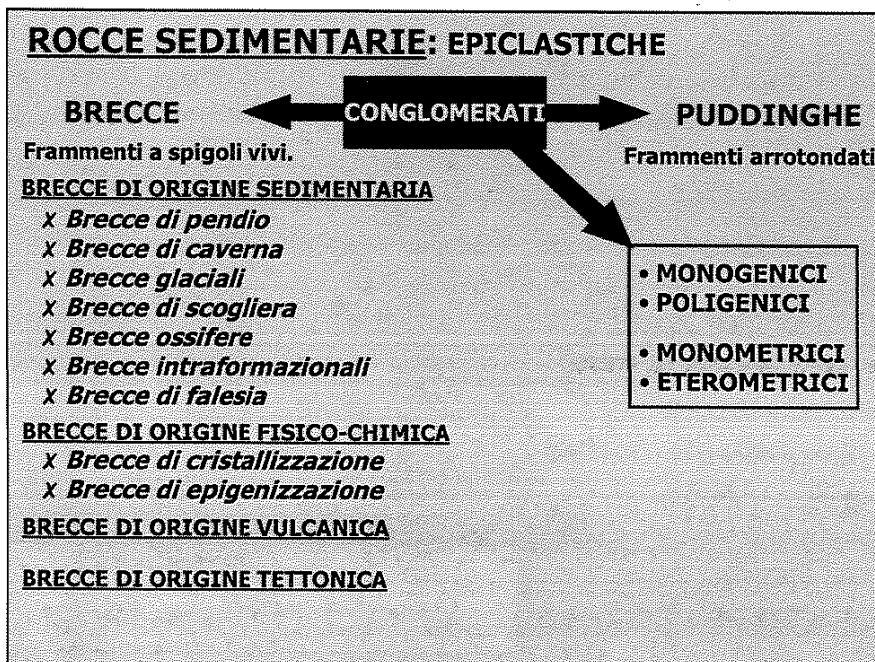 ROCCE SEDIMENTARIE: EPICLASTICHE
BRECCE
CONGLOMERATI
PUDDINGHE
Frammenti a spigoli vivi.
Frammenti arrotondati
BRECCE DI ORIGINE SEDIMENTARIA
x Brecce di pendio
x Brecce di caverna
x Brecce glaciali
x Brecce di scogliera
x Brecce ossifere
x Brecce intraformazionali
x Brecce di falesia
• MONOGENICI
• POLIGENICI
• MONOMETRICI
• ETEROMETRICI
BRECCE DI ORIGINE FISICO-CHIMICA
x Brecce di cristallizzazione
x Brecce di epigenizzazione
BRECCE DI ORIGINE VULCANICA
BRECCE DI ORIGINE TETTONICA